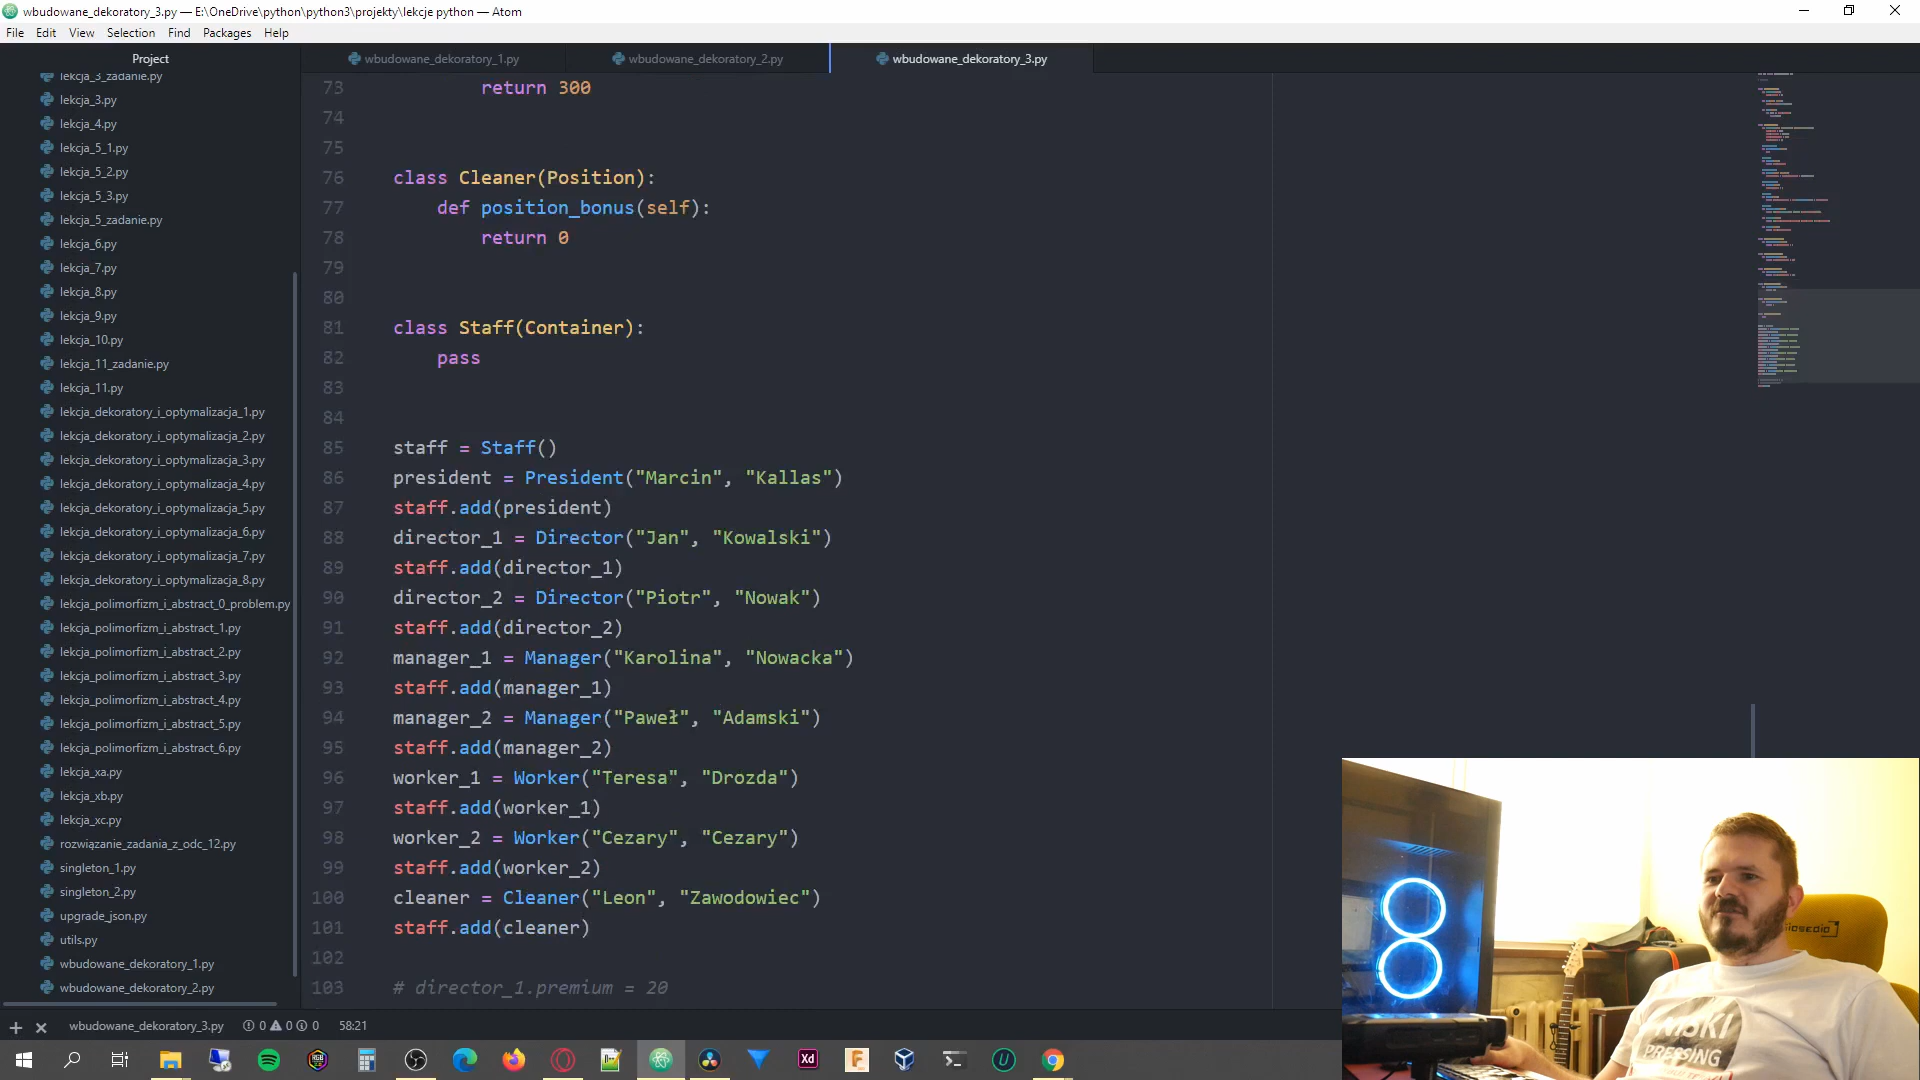 wbudowane_dekoratory_3.py — E:\OneDrive\python\python3\projekty\lekcje python — Atom
File Edit View Selection Find Packages Help
Project
wbudowane_dekoratory_1.py
wbudowane_dekoratory_2.py
wbudowane_dekoratory_3.py
lekcja_3_zadanie.py
lekcja_3.py
lekcja_4.py
lekcja_5_1.py
lekcja_5_2.py
lekcja_5_3.py
lekcja_5_zadanie.py
lekcja_6.py
lekcja_7.py
lekcja_8.py
lekcja_9.py
lekcja_10.py
lekcja_11_zadanie.py
lekcja_11.py
lekcja_dekoratory_i_optymalizacja_1.py
lekcja_dekoratory_i_optymalizacja_2.py
lekcja_dekoratory_i_optymalizacja_3.py
lekcja_dekoratory_i_optymalizacja_4.py
lekcja_dekoratory_i_optymalizacja_5.py
lekcja_dekoratory_i_optymalizacja_6.py
lekcja_dekoratory_i_optymalizacja_7.py
lekcja_dekoratory_i_optymalizacja_8.py
lekcja_polimorfizm_i_abstract_0_problem.py
lekcja_polimorfizm_i_abstract_1.py
lekcja_polimorfizm_i_abstract_2.py
lekcja_polimorfizm_i_abstract_3.py
lekcja_polimorfizm_i_abstract_4.py
lekcja_polimorfizm_i_abstract_5.py
lekcja_polimorfizm_i_abstract_6.py
lekcja_xa.py
lekcja_xb.py
lekcja_xc.py
rozwiązanie_zadania_z_odc_12.py
singleton_1.py
singleton_2.py
upgrade_json.py
utils.py
wbudowane_dekoratory_1.py
wbudowane_dekoratory_2.py
73 return 300
74
75
76 class Cleaner(Position):
77 def position_bonus(self):
78 return 0
79
80
81 class Staff(Container):
82 pass
83
84
85 staff = Staff()
86 president = President("Marcin", "Kallas")
87 staff.add(president)
88 director_1 = Director("Jan", "Kowalski")
89 staff.add(director_1)
90 director_2 = Director("Piotr", "Nowak")
91 staff.add(director_2)
92 manager_1 = Manager("Karolina", "Nowacka")
93 staff.add(manager_1)
94 manager_2 = Manager("Paweł", "Adamski")
95 staff.add(manager_2)
96 worker_1 = Worker("Teresa", "Drozda")
97 staff.add(worker_1)
98 worker_2 = Worker("Cezary", "Cezary")
99 staff.add(worker_2)
100 cleaner = Cleaner("Leon", "Zawodowiec")
101 staff.add(cleaner)
102
103 # director_1.premium = 20
wbudowane_dekoratory_3.py 0 0 0 58:21
Xd
PRESSING